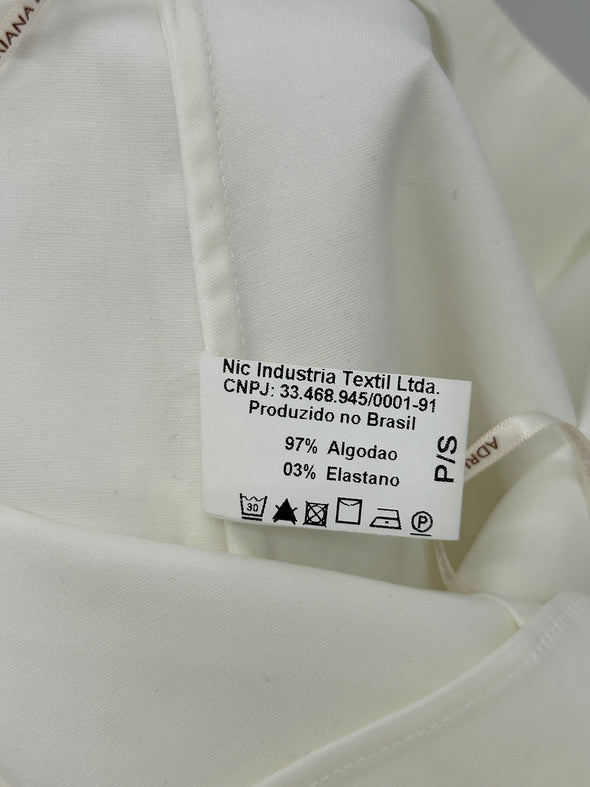 Nic Industria Textil Ltda.
CNPJ: 33.468.945/0001-91
Produzido no Brasil
97% Algodao
03% Elastano
P/S
30
P